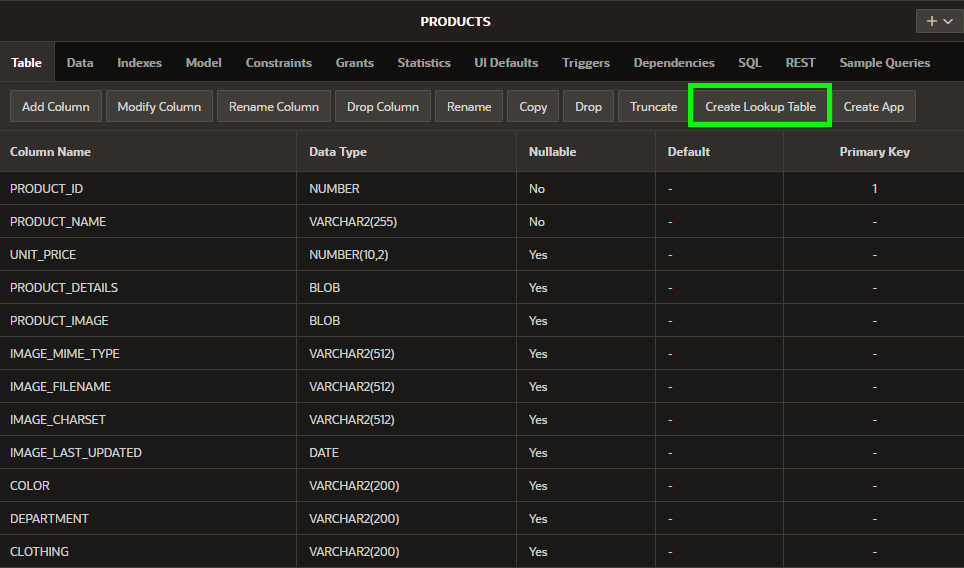 PRODUCTS
Table Data Indexes Model Constraints Grants Statistics UI Defaults Triggers Dependencies SQL REST Sample Queries
Add Column Modify Column Rename Column Drop Column Rename Copy Drop Truncate Create Lookup Table Create App
Column Name Data Type Nullable Default Primary Key
PRODUCT_ID NUMBER No - 1
PRODUCT_NAME VARCHAR2(255) No - -
UNIT_PRICE NUMBER(10,2) Yes - -
PRODUCT_DETAILS BLOB Yes - -
PRODUCT_IMAGE BLOB Yes - -
IMAGE_MIME_TYPE VARCHAR2(512) Yes - -
IMAGE_FILENAME VARCHAR2(512) Yes - -
IMAGE_CHARSET VARCHAR2(512) Yes - -
IMAGE_LAST_UPDATED DATE Yes - -
COLOR VARCHAR2(200) Yes - -
DEPARTMENT VARCHAR2(200) Yes - -
CLOTHING VARCHAR2(200) Yes - -